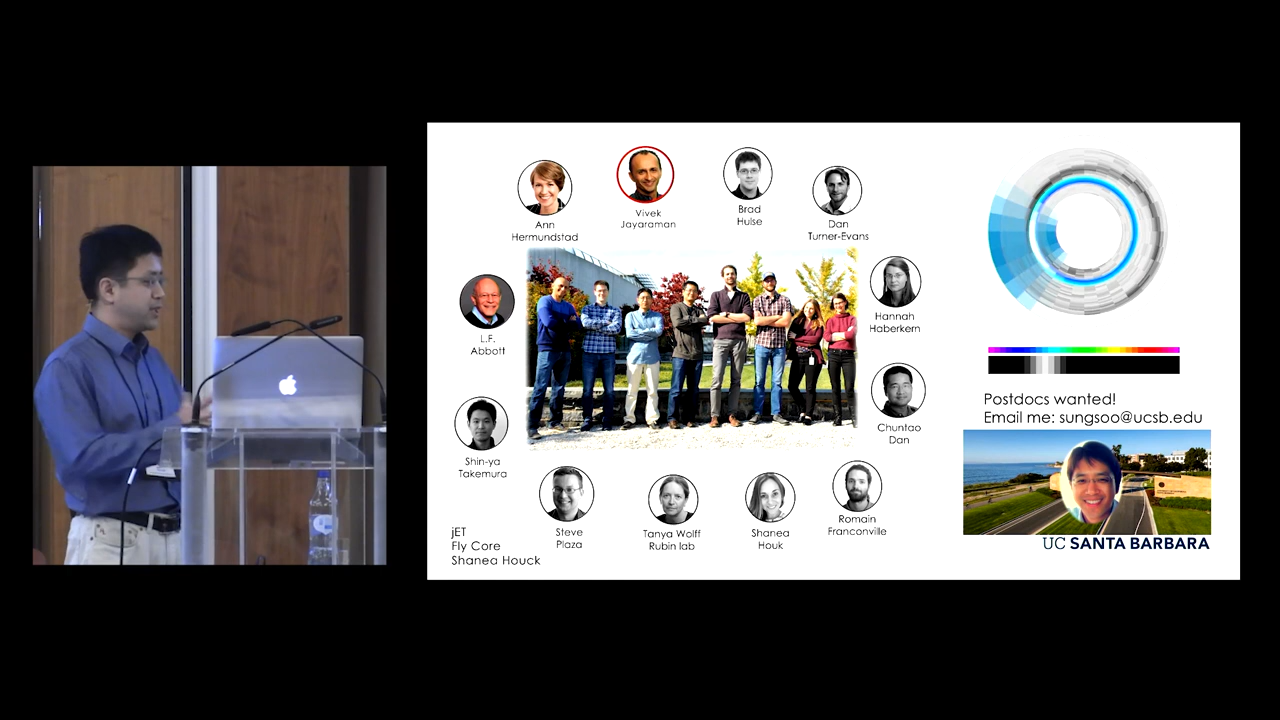 Ann
Hermundstad
Vivek
Jayaraman
Brad
Hulse
Dan
Turner-Evans
L.F.
Abbott
Hannah
Haberkern
Shin-ya
Takemura
Chuntao
Dan
Steve
Plaza
Tanya Wolff
Rubin lab
Shanea
Houk
Romain
Franconville
jET
Fly Core
Shanea Houck
Postdocs wanted!
Email me: sungsoo@ucsb.edu
UC SANTA BARBARA